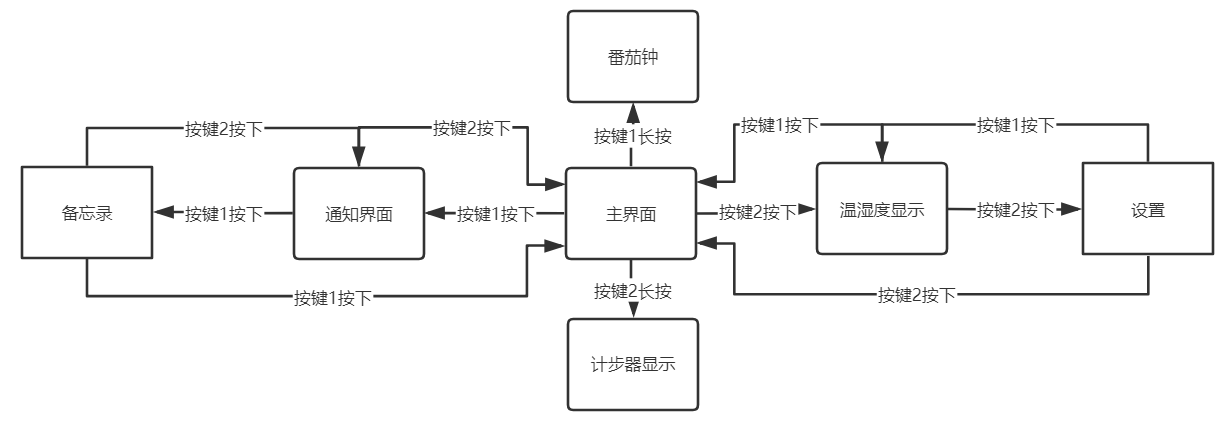 番茄钟
按键1长按
按键2按下
按键2按下
按键1按下
按键1按下
备忘录
按键1按下
通知界面
按键1按下
主界面
按键2按下
温湿度显示
按键2按下
设置
按键1按下
按键2长按
按键2按下
计步器显示